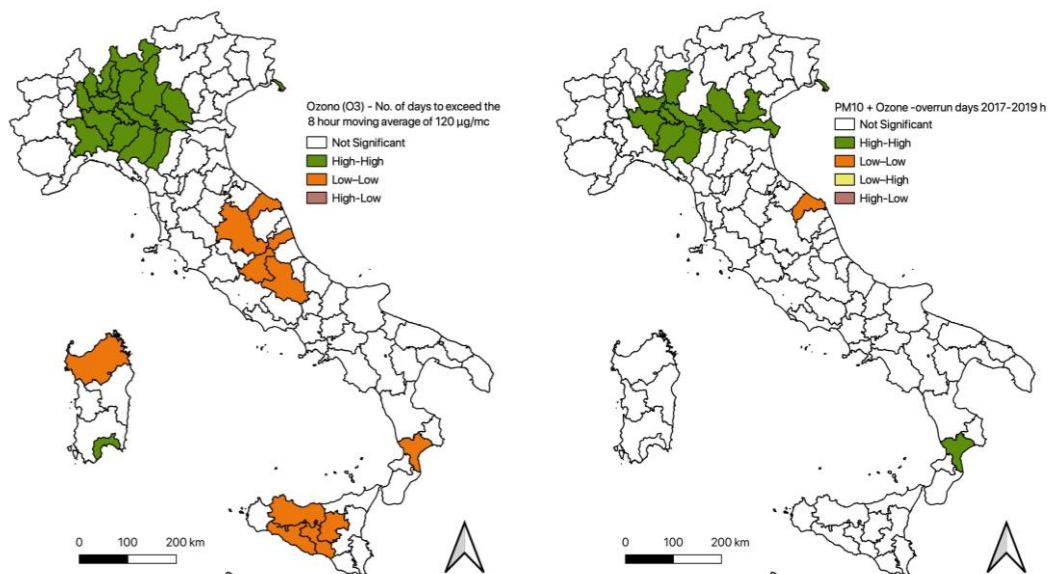 Ozono (O3) - No. of days to exceed the
8 hour moving average of 120 µg/mc
Not Significant
High-High
Low–Low
High-Low
0 100 200 km
PM10 + Ozone -overrun days 2017-2019 h
Not Significant
High-High
Low–Low
Low–High
High-Low
0 100 200 km